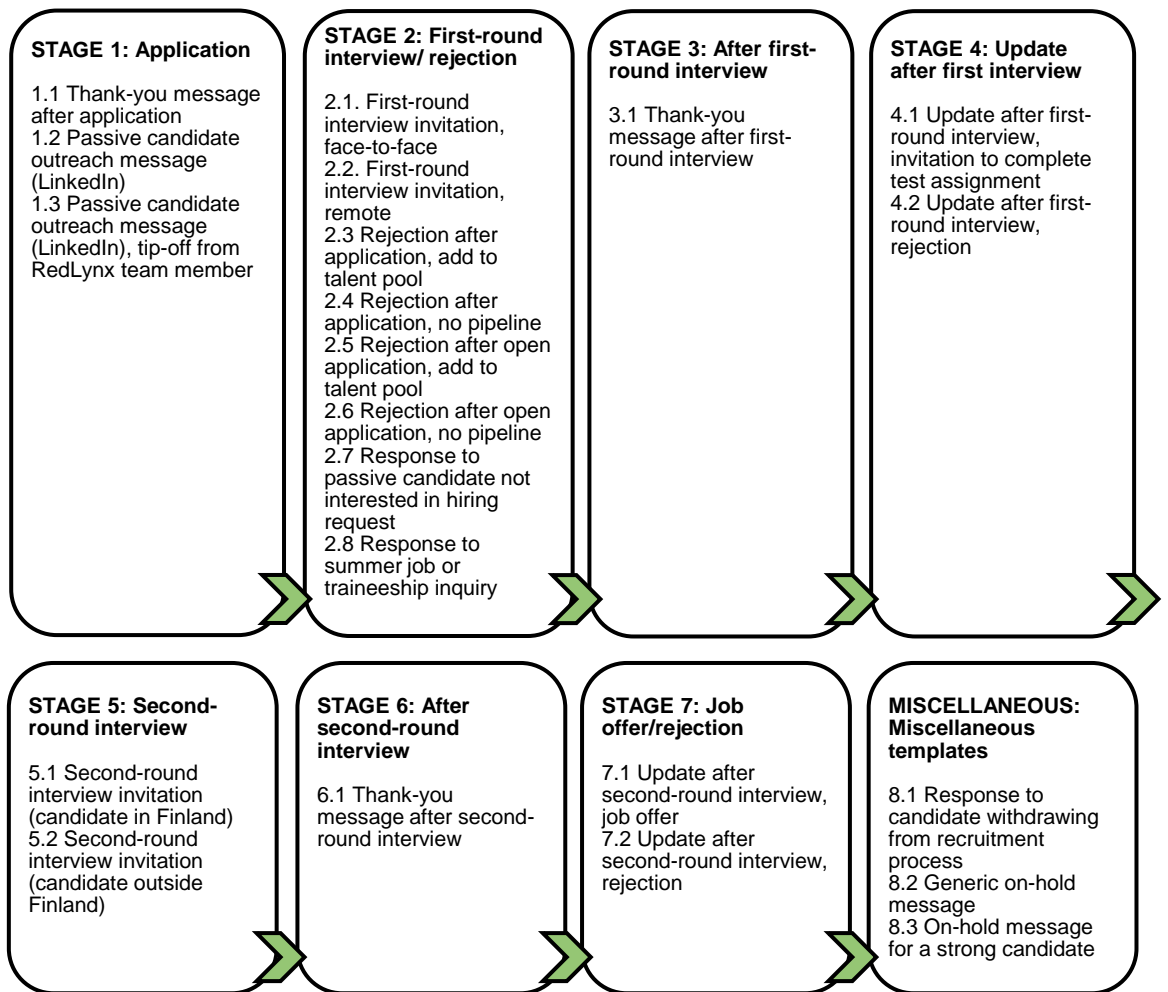 STAGE 1: Application
1.1 Thank-you message
after application
1.2 Passive candidate
outreach message
(LinkedIn)
1.3 Passive candidate
outreach message
(LinkedIn), tip-off from
RedLynx team member
STAGE 2: First-round
interview/ rejection
2.1. First-round
interview invitation,
face-to-face
2.2. First-round
interview invitation,
remote
2.3 Rejection after
application, add to
talent pool
2.4 Rejection after
application, no pipeline
2.5 Rejection after open
application, add to
talent pool
2.6 Rejection after open
application, no pipeline
2.7 Response to
passive candidate not
interested in hiring
request
2.8 Response to
summer job or
traineeship inquiry
STAGE 3: After first-
round interview
3.1 Thank-you
message after first-
round interview
STAGE 4: Update
after first interview
4.1 Update after first-
round interview,
invitation to complete
test assignment
4.2 Update after first-
round interview,
rejection
STAGE 5: Second-
round interview
5.1 Second-round
interview invitation
(candidate in Finland)
5.2 Second-round
interview invitation
(candidate outside
Finland)
STAGE 6: After
second-round
interview
6.1 Thank-you
message after second-
round interview
STAGE 7: Job
offer/rejection
7.1 Update after
second-round interview,
job offer
7.2 Update after
second-round interview,
rejection
MISCELLANEOUS:
Miscellaneous
templates
8.1 Response to
candidate withdrawing
from recruitment
process
8.2 Generic on-hold
message
8.3 On-hold message
for a strong candidate